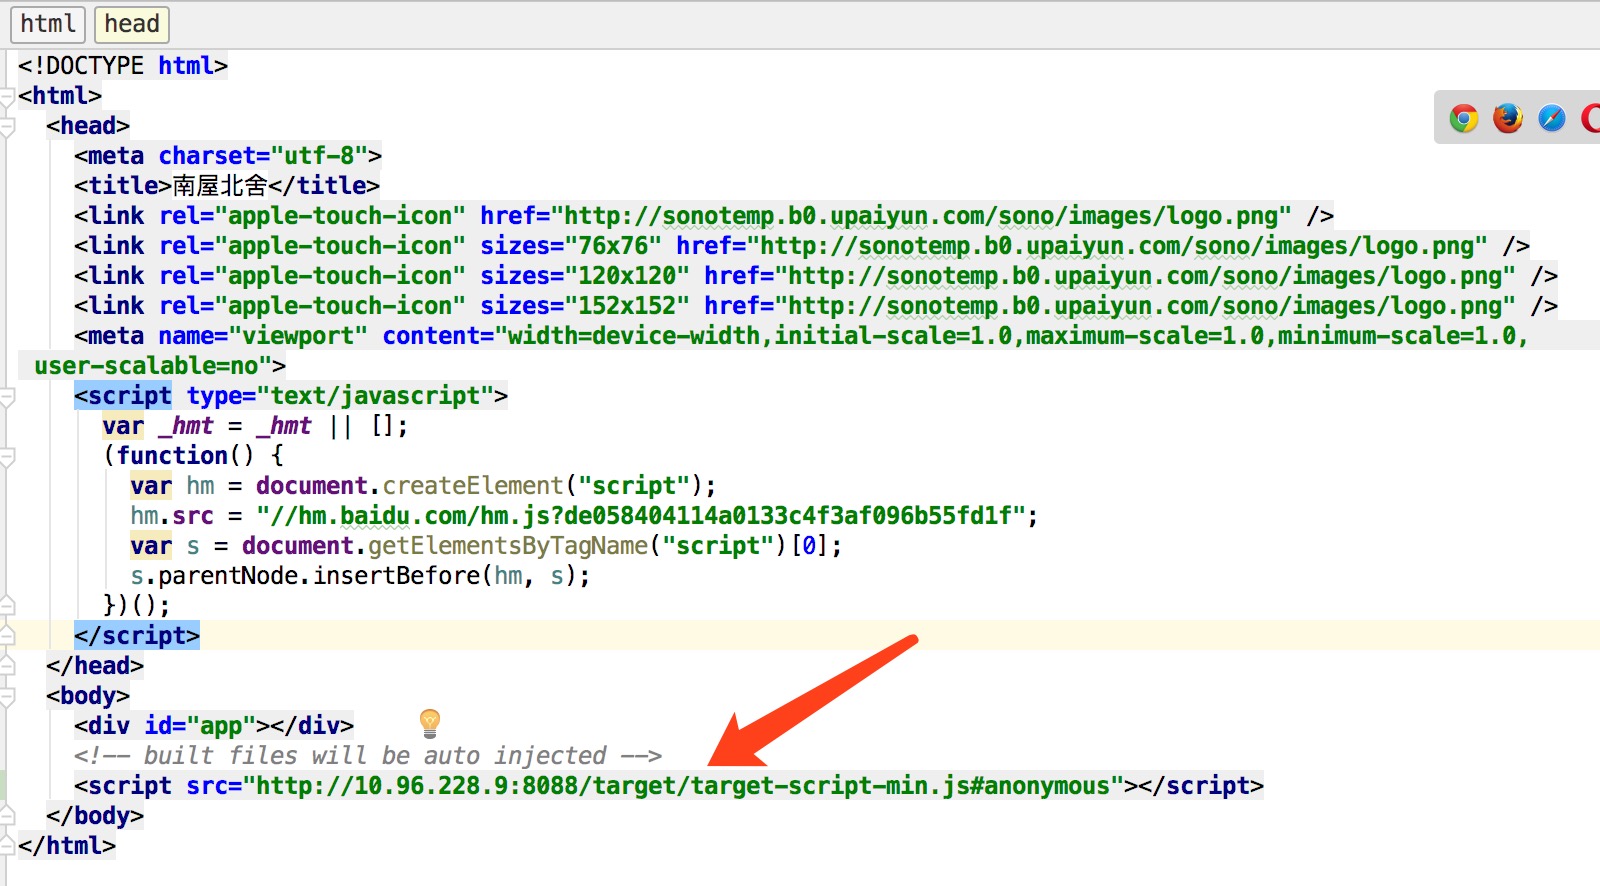 html head
<!DOCTYPE html>
<html>
<head>
<meta charset="utf-8">
<title>南屋北舍</title>
<link rel="apple-touch-icon" href="http://sonotemp.b0.upaiyun.com/sono/images/logo.png" />
<link rel="apple-touch-icon" sizes="76x76" href="http://sonotemp.b0.upaiyun.com/sono/images/logo.png" />
<link rel="apple-touch-icon" sizes="120x120" href="http://sonotemp.b0.upaiyun.com/sono/images/logo.png" />
<link rel="apple-touch-icon" sizes="152x152" href="http://sonotemp.b0.upaiyun.com/sono/images/logo.png" />
<meta name="viewport" content="width=device-width,initial-scale=1.0,maximum-scale=1.0,minimum-scale=1.0,
user-scalable=no">
<script type="text/javascript">
var _hmt = _hmt || [];
(function() {
var hm = document.createElement("script");
hm.src = "//hm.baidu.com/hm.js?de058404114a0133c4f3af096b55fd1f";
var s = document.getElementsByTagName("script")[0];
s.parentNode.insertBefore(hm, s);
})();
</script>
</head>
<body>
<div id="app"></div>
<!-- built files will be auto injected -->
<script src="http://10.96.228.9:8088/target/target-script-min.js#anonymous"></script>
</body>
</html>